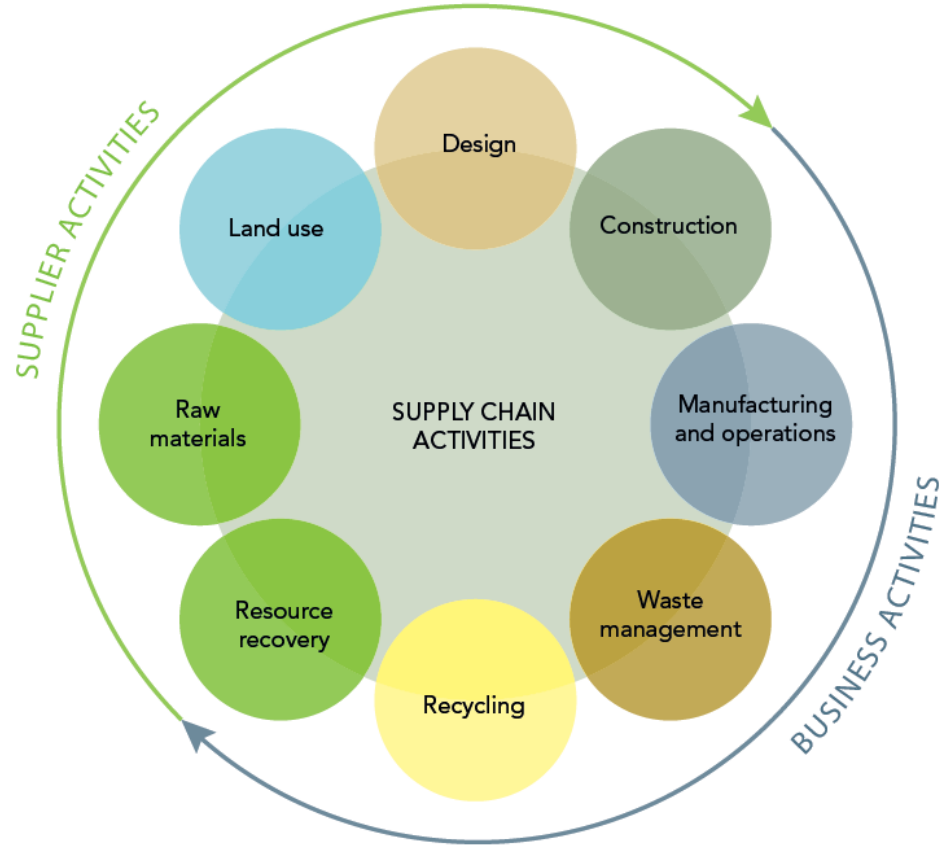 SUPPLIER ACTIVITIES
Design
Land use
Construction
Raw
materials
SUPPLY CHAIN
ACTIVITIES
Manufacturing
and operations
Resource
recovery
Waste
management
Recycling
BUSINESS ACTIVITIES